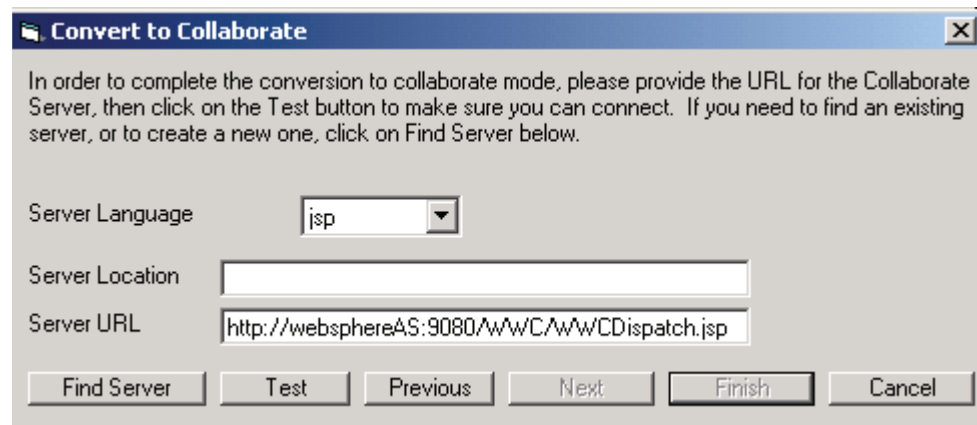 Convert to Collaborate
In order to complete the conversion to collaborate mode, please provide the URL for the Collaborate
Server, then click on the Test button to make sure you can connect.  If you need to find an existing
server, or to create a new one, click on Find Server below.
Server Language jsp
Server Location
Server URL http://websphereAS:9080/WWC/WWCDispatch.jsp
Find Server Test Previous Next Finish Cancel